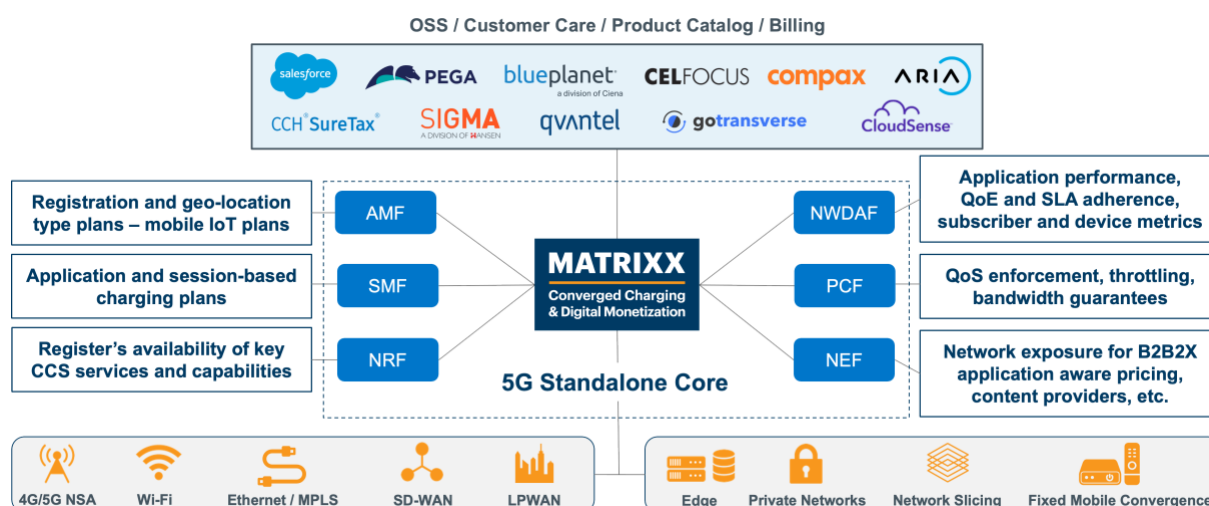 OSS / Customer Care / Product Catalog / Billing
salesforce
PEGA
blueplanet
a division of Ciena
CELFOCUS
compax
ARIA
CCH® SureTax®
SIGMA
A DIVISION OF HANSEN
qvantel
gotransverse
CloudSense
Registration and geo-location
type plans – mobile IoT plans
AMF
NWDAF
Application performance,
QoE and SLA adherence,
subscriber and device metrics
Application and session-based
charging plans
SMF
MATRIXX
Converged Charging
& Digital Monetization
PCF
QoS enforcement, throttling,
bandwidth guarantees
Register’s availability of key
CCS services and capabilities
NRF
5G Standalone Core
NEF
Network exposure for B2B2X
application aware pricing,
content providers, etc.
4G/5G NSA
Wi-Fi
Ethernet / MPLS
SD-WAN
LPWAN
Edge
Private Networks
Network Slicing
Fixed Mobile Convergence